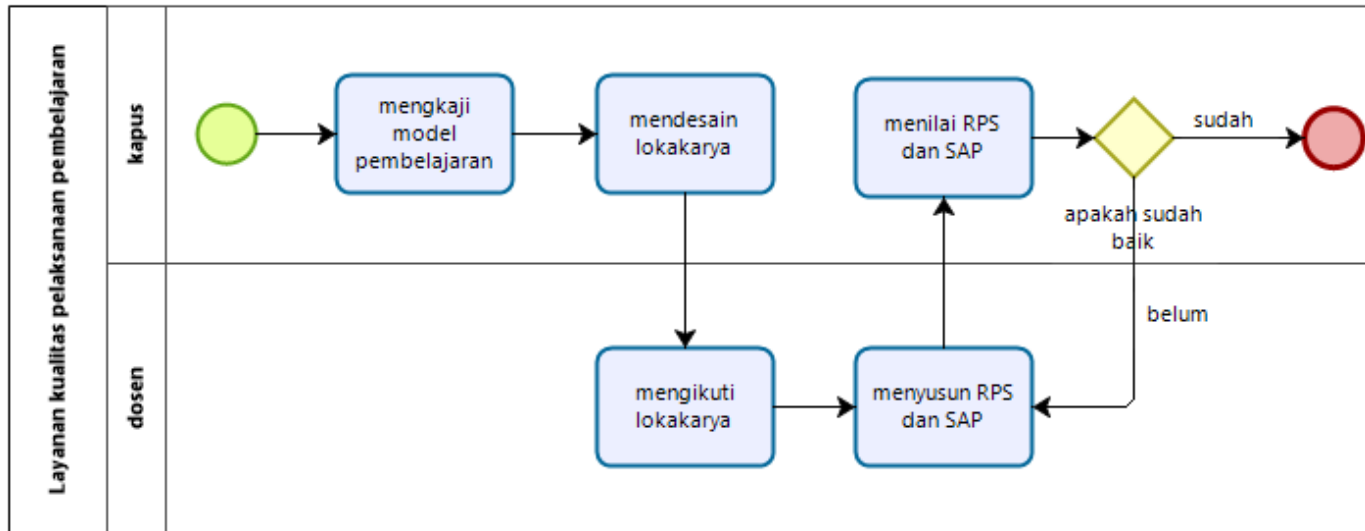 Layanan kualitas pelaksanaan pembelajaran
kapus
mengkaji
model
pembelajaran
mendesain
lokakarya
menilai RPS
dan SAP
sudah
apakah sudah
baik
dosen
mengikuti
lokakarya
menyusun RPS
dan SAP
belum